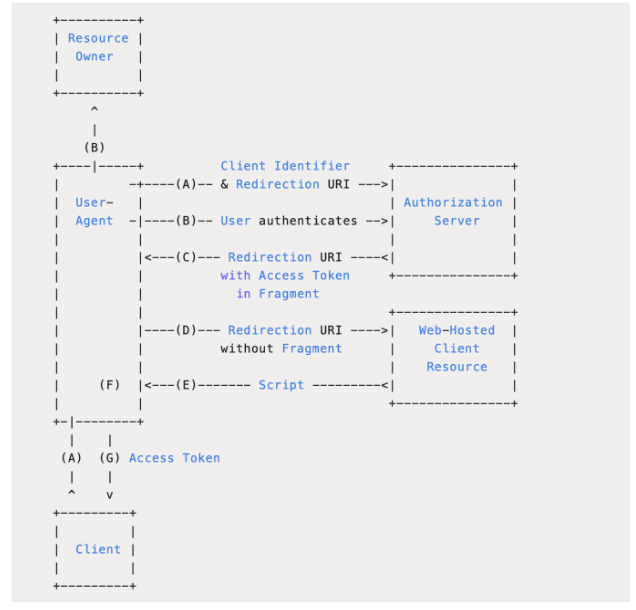 +----------+
| Resource |
|  Owner   |
|          |
+----------+
     ^
     |
    (B)
+----|-----+          Client Identifier     +---------------+
|         -+----(A)-- & Redirection URI --->|               |
|  User-   |                                | Authorization |
|  Agent  -|----(B)-- User authenticates -->|     Server    |
|          |                                |               |
|          |<---(C)--- Redirection URI ----<|               |
|          |          with Access Token     +---------------+
|          |            in Fragment
|          |                                +---------------+
|          |----(D)--- Redirection URI ---->|   Web-Hosted  |
|          |          without Fragment      |     Client    |
|          |                                |    Resource   |
|     (F)  |<---(E)------- Script ---------<|               |
|          |                                +---------------+
+-|--------+
  |    |
 (A)  (G) Access Token
  |    |
  ^    v
+---------+
|         |
|  Client |
|         |
+---------+